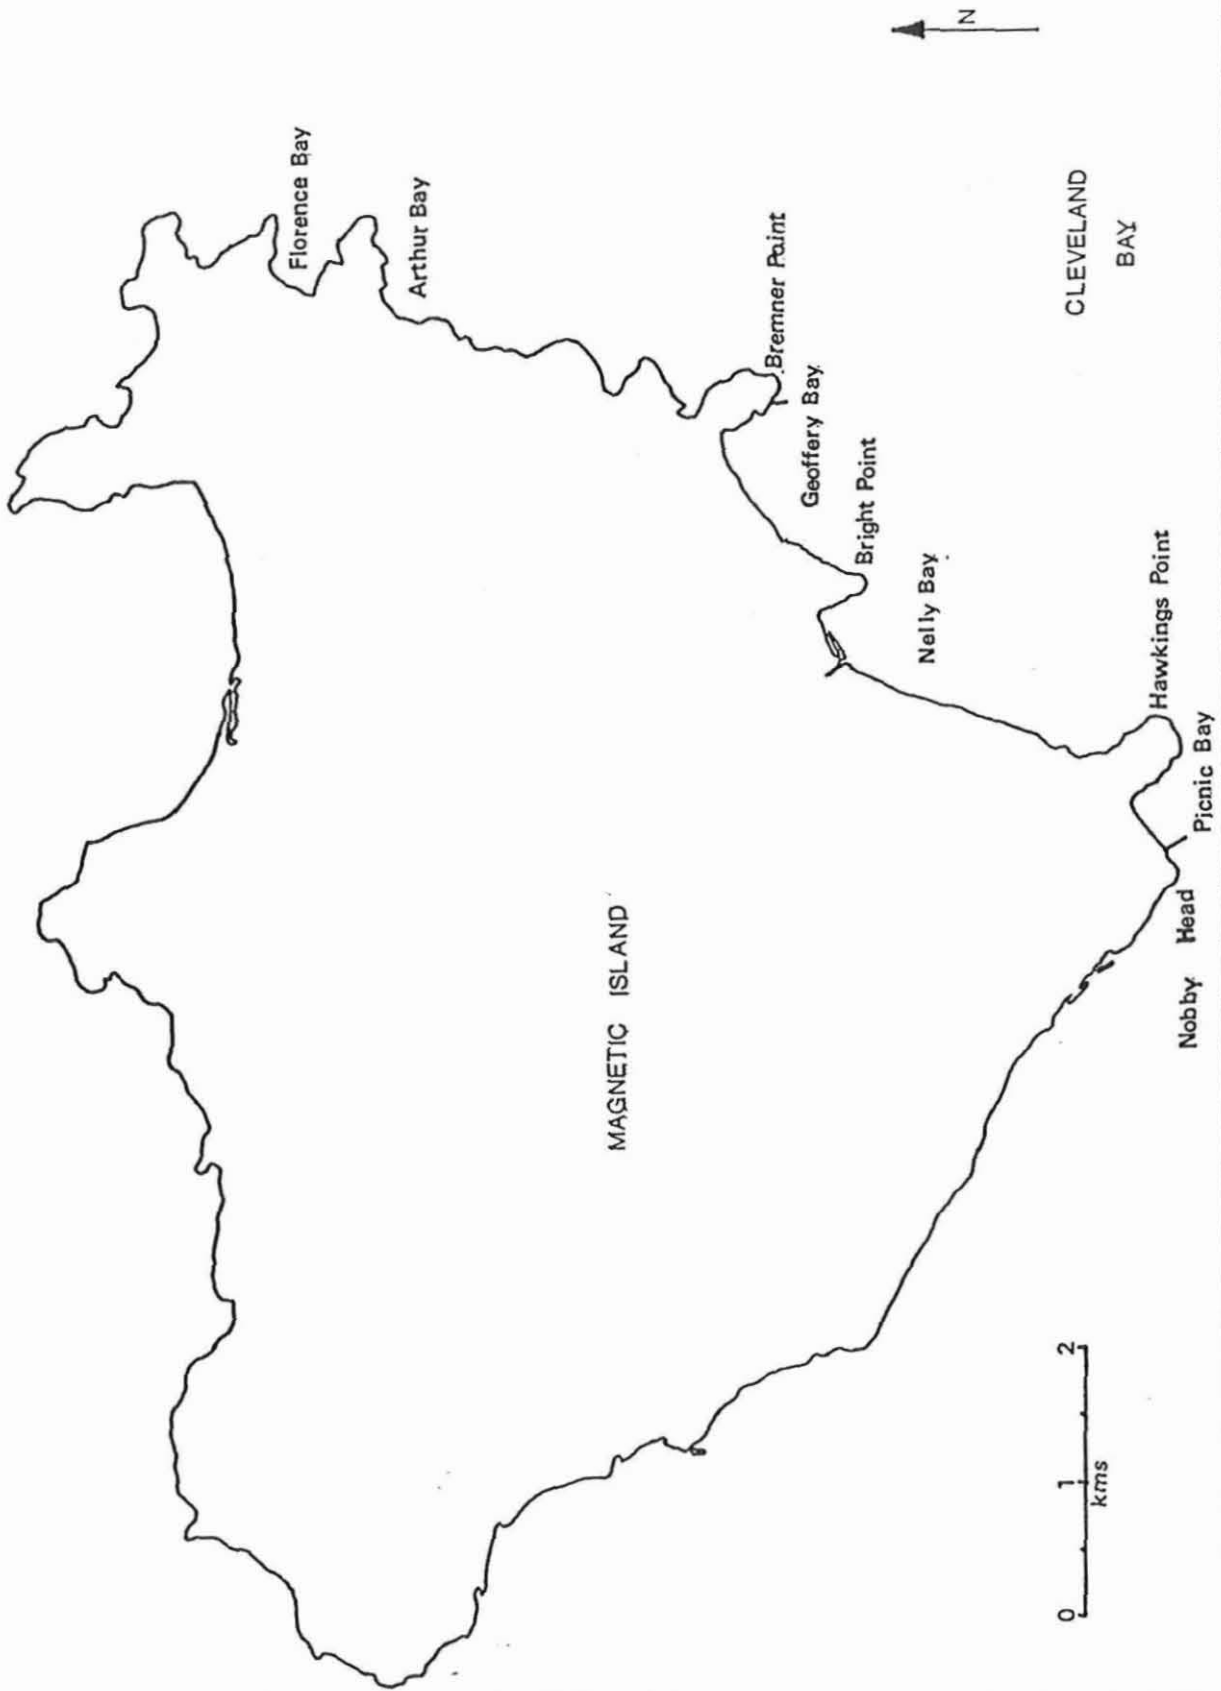 N
Florence Bay
Arthur Bay
Bremner Point
Geoffery Bay
Bright Point
Nelly Bay
Hawkings Point
Picnic Bay
Nobby Head
CLEVELAND
BAY
MAGNETIC ISLAND
0 1 2
kms